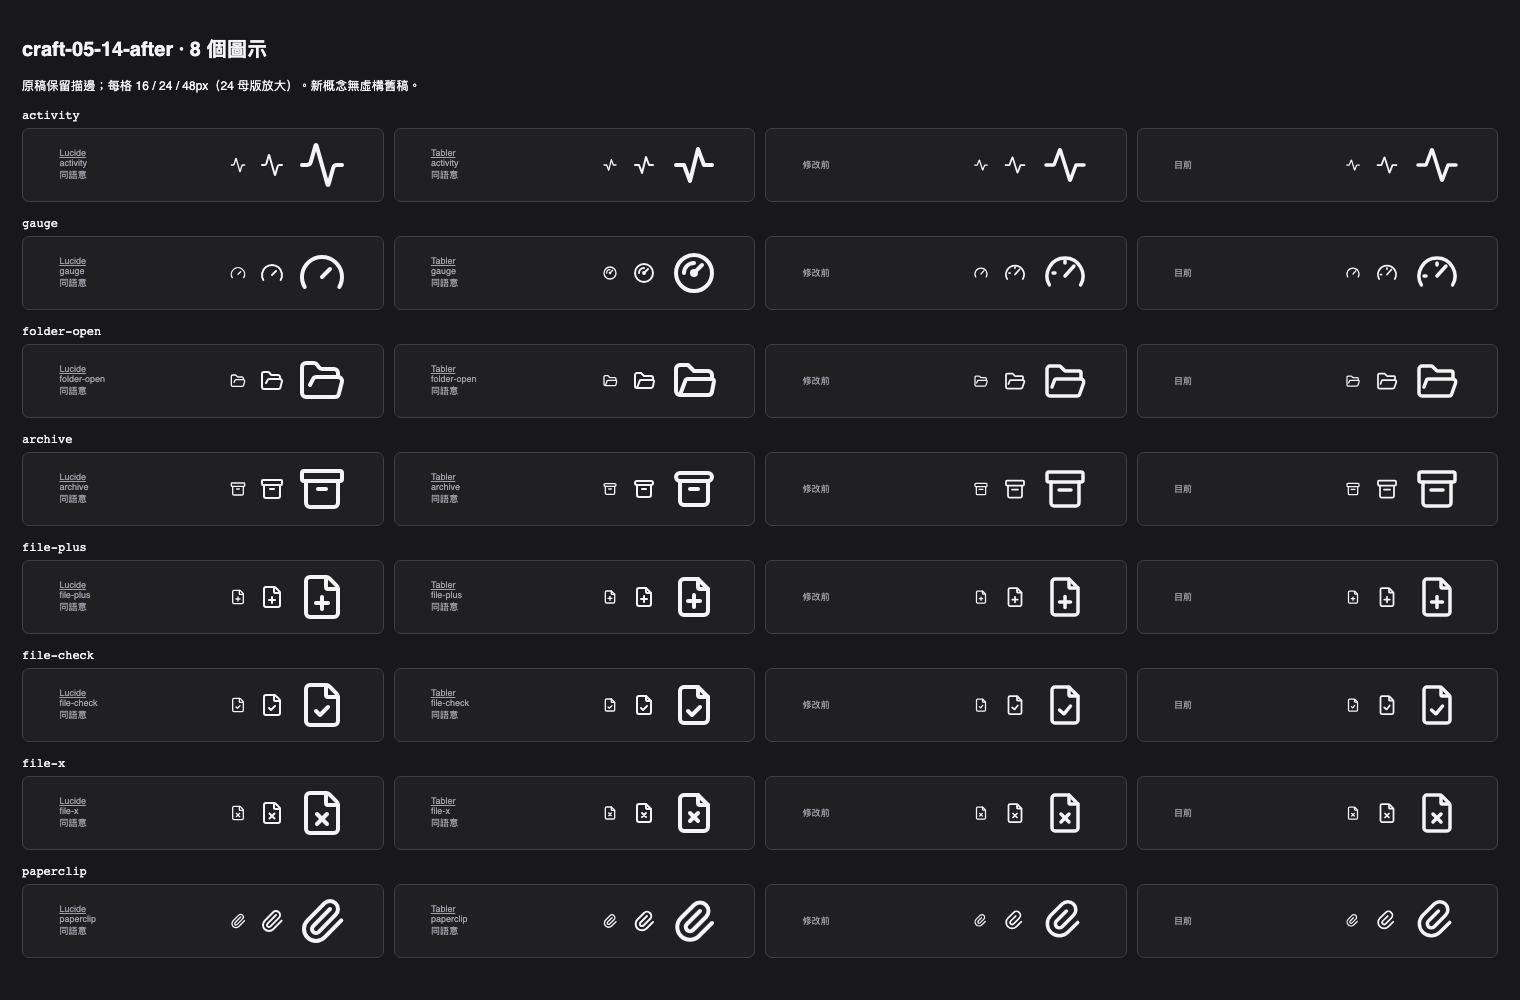 craft-05-14-after · 8 個圖示
原稿保留描邊；每格 16 / 24 / 48px（24 母版放大）。新概念無虛構舊稿。
activity
Lucide
activity
同語意
Tabler
activity
同語意
修改前
目前
gauge
Lucide
gauge
同語意
Tabler
gauge
同語意
修改前
目前
folder-open
Lucide
folder-open
同語意
Tabler
folder-open
同語意
修改前
目前
archive
Lucide
archive
同語意
Tabler
archive
同語意
修改前
目前
file-plus
Lucide
file-plus
同語意
Tabler
file-plus
同語意
修改前
目前
file-check
Lucide
file-check
同語意
Tabler
file-check
同語意
修改前
目前
file-x
Lucide
file-x
同語意
Tabler
file-x
同語意
修改前
目前
paperclip
Lucide
paperclip
同語意
Tabler
paperclip
同語意
修改前
目前